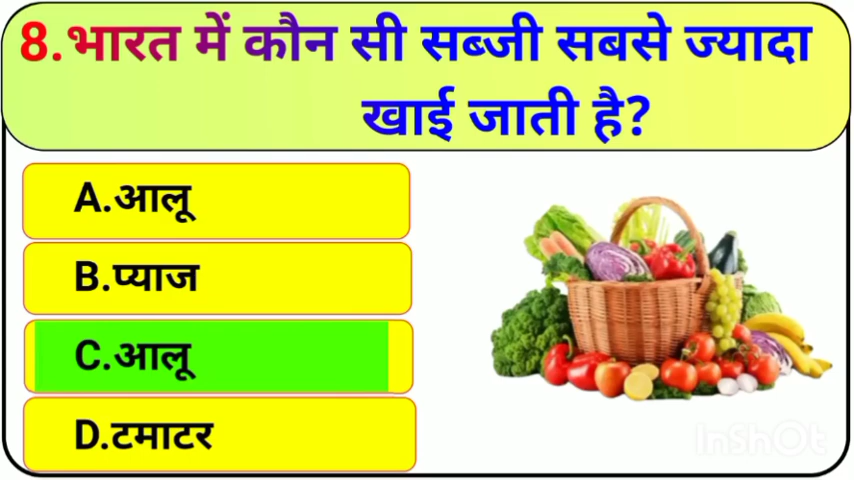 8.भारत में कौन सी सब्जी सबसे ज्यादा
खाई जाती है?
A.आलू
B.प्याज
C.आलू
D.टमाटर
InShOt